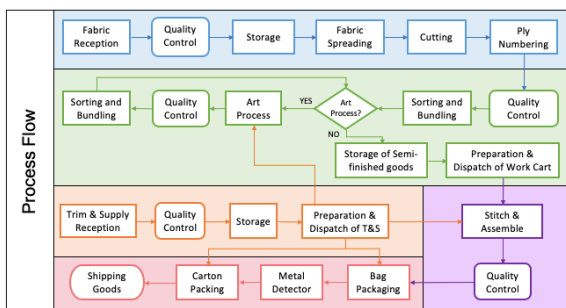 Process Flow
Fabric
Reception
Quality
Control
Storage
Fabric
Spreading
Cutting
Ply
Numbering
Sorting and
Bundling
Quality
Control
Art
Process
YES
Art
Process?
NO
Sorting and
Bundling
Quality
Control
Storage of Semi-
finished goods
Preparation &
Dispatch of Work Cart
Trim & Supply
Reception
Quality
Control
Storage
Preparation &
Dispatch of T&S
Stitch &
Assemble
Shipping
Goods
Carton
Packing
Metal
Detector
Bag
Packaging
Quality
Control